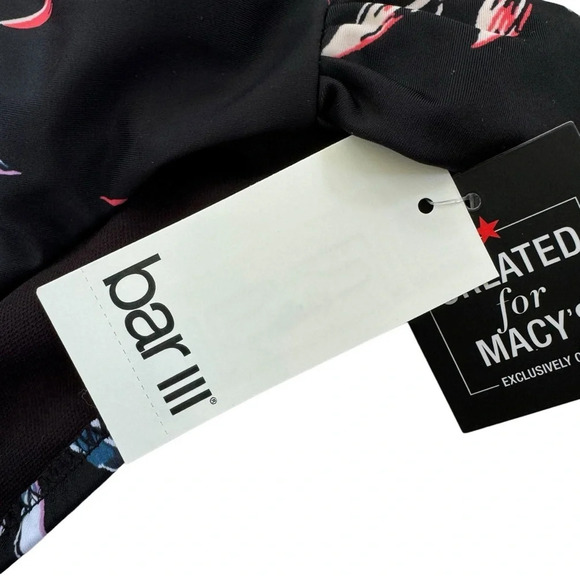 bar III®
CREATED
for
MACY'S
EXCLUSIVELY